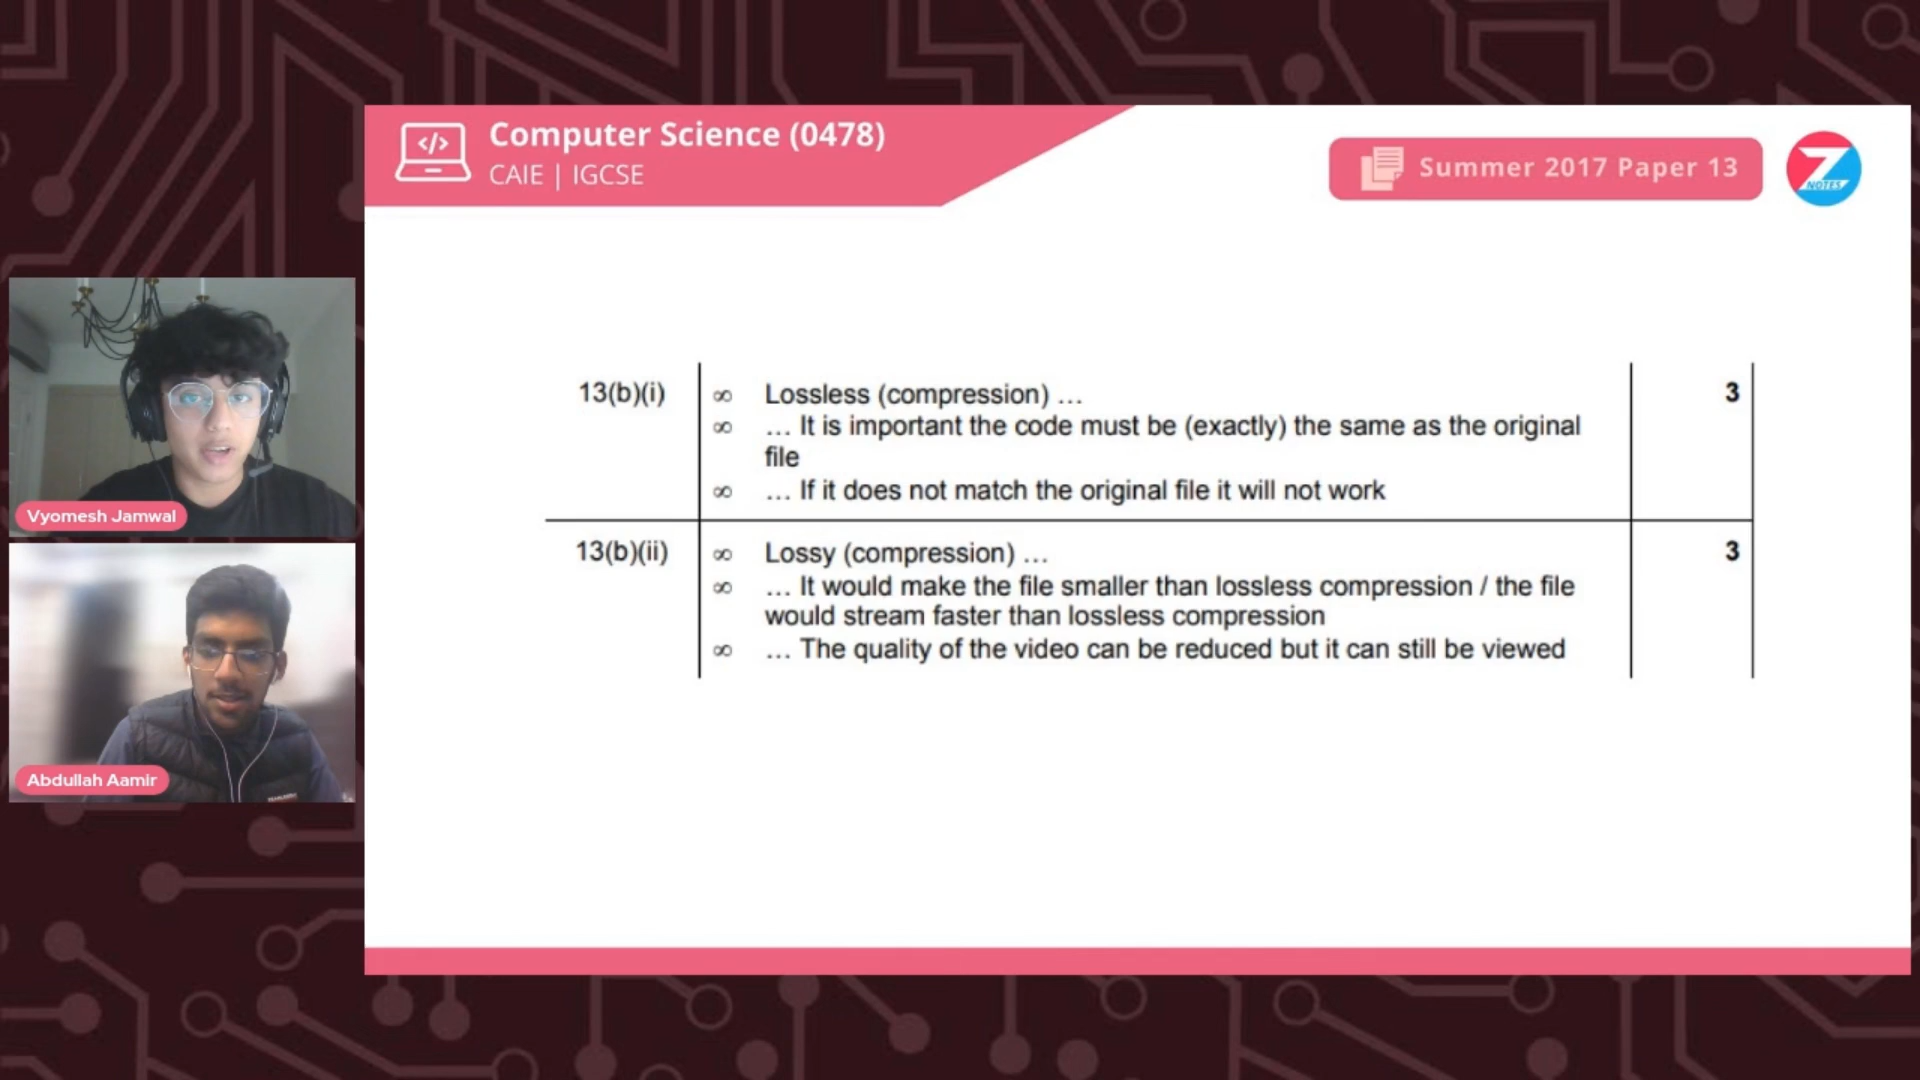 Computer Science (0478)
CAIE | IGCSE
</>
Summer 2017 Paper 13
Z
NOTES
13(b)(i)
∞ Lossless (compression) …
∞ … It is important the code must be (exactly) the same as the original
file
∞ … If it does not match the original file it will not work
3
13(b)(ii)
∞ Lossy (compression) …
∞ … It would make the file smaller than lossless compression / the file
would stream faster than lossless compression
∞ … The quality of the video can be reduced but it can still be viewed
3
Vyomesh Jamwal
Abdullah Aamir